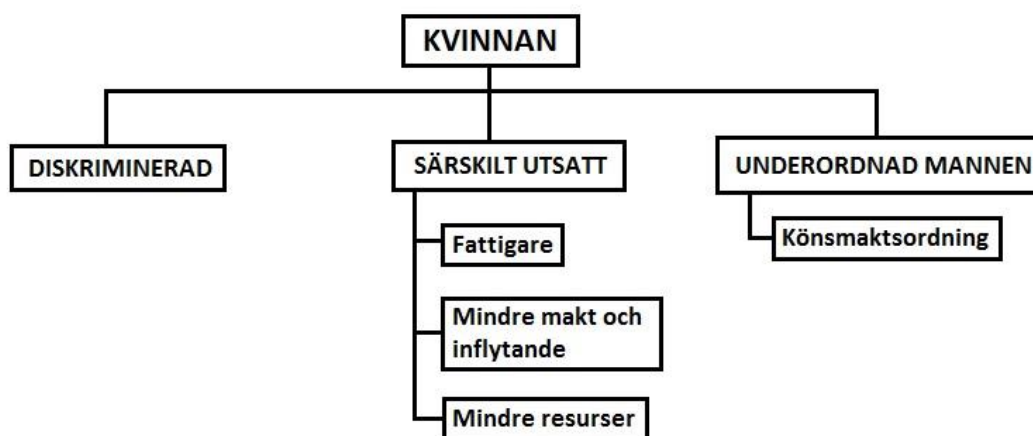 KVINNAN
DISKRIMINERAD
SÄRSKILT UTSATT
UNDERORDNAD MANNEN
Fattigare
Mindre makt och
inflytande
Mindre resurser
Könsmaktsordning